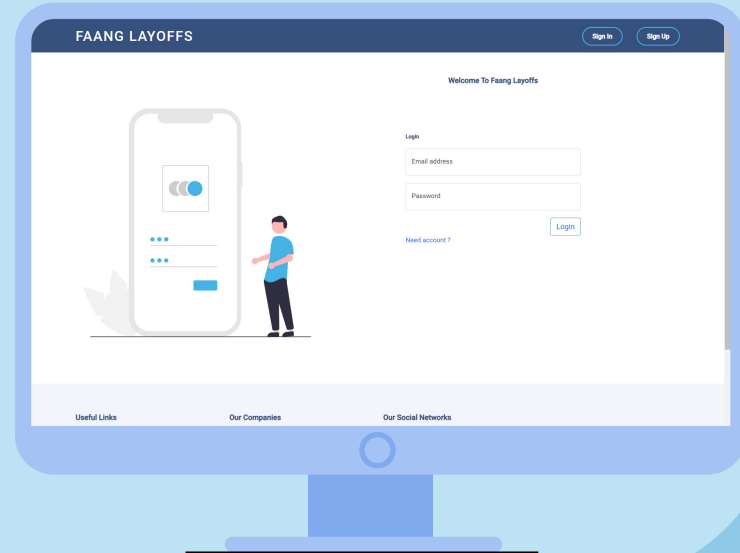 FAANG LAYOFFS
Sign In
Sign Up
Welcome To Faang Layoffs
Login
Email address
Password
Login
Need account ?
Useful Links
Our Companies
Our Social Networks